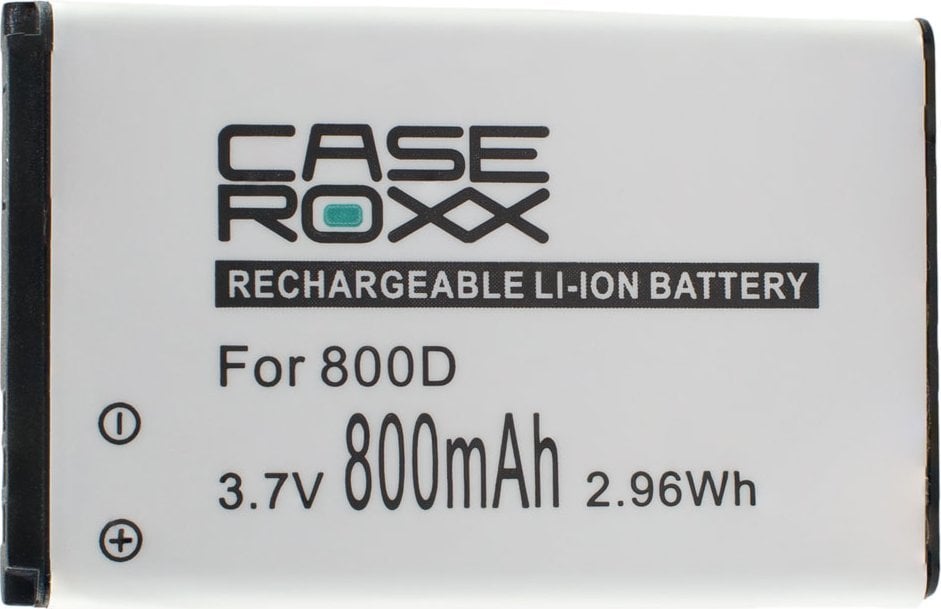 CASE
ROXX
RECHARGEABLE LI-ION BATTERY
For 800D
3.7V 800mAh 2.96Wh